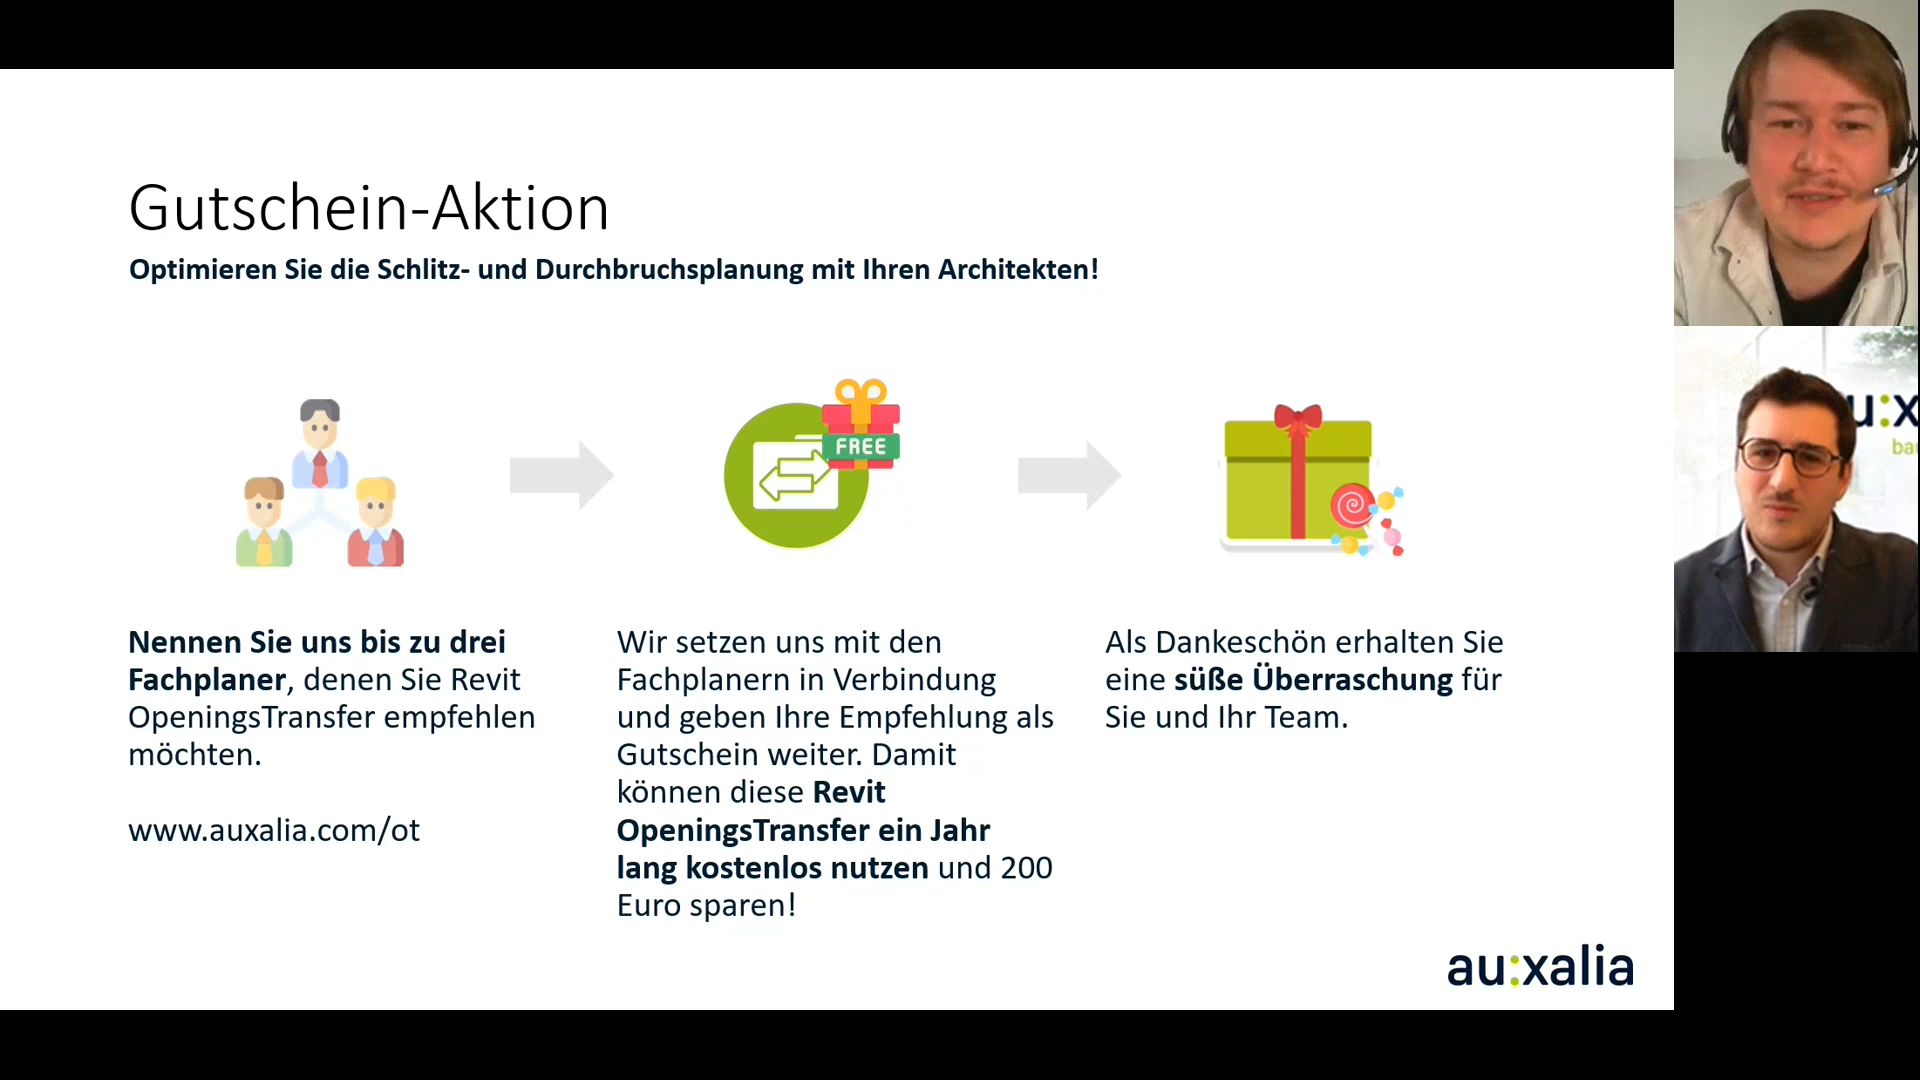 Gutschein-Aktion
Optimieren Sie die Schlitz- und Durchbruchsplanung mit Ihren Architekten!
FREE
Nennen Sie uns bis zu drei
Fachplaner, denen Sie Revit
OpeningsTransfer empfehlen
möchten.
www.auxalia.com/ot
Wir setzen uns mit den
Fachplanern in Verbindung
und geben Ihre Empfehlung als
Gutschein weiter. Damit
können diese Revit
OpeningsTransfer ein Jahr
lang kostenlos nutzen und 200
Euro sparen!
Als Dankeschön erhalten Sie
eine süße Überraschung für
Sie und Ihr Team.
au:xalia
u:x
ba